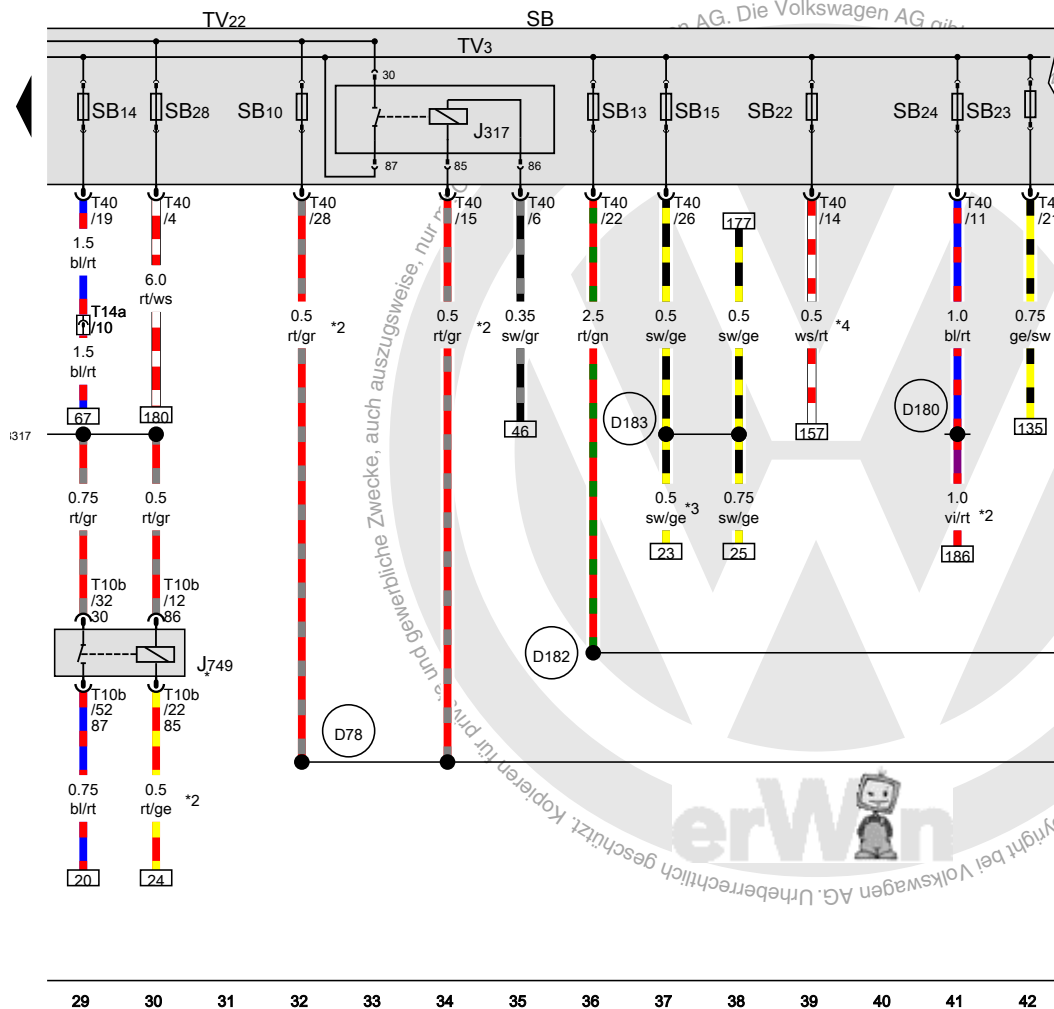 TV22
SB
AG. Die Volkswagen AG
TV3
30
SB14
SB28
SB10
J317
SB13
SB15
SB22
SB24
SB23
87
85
86
T40
/19
T40
/4
T40
/28
T40
/15
T40
/6
T40
/22
T40
/26
177
T40
/14
T40
/11
1.5
bl/rt
6.0
rt/ws
T14a
/10
1.5
bl/rt
0.5
rt/gr
*2
0.5
rt/gr
*2
0.35
sw/gr
2.5
rt/gn
0.5
sw/ge
0.5
sw/ge
0.5
ws/rt
*4
1.0
bl/rt
0.75
ge/sw
67
180
46
D183
157
D180
135
317
0.75
rt/gr
0.5
rt/gr
0.5
sw/ge
*3
0.75
sw/ge
1.0
vi/rt
*2
23
25
186
T10b
/32
30
T10b
/12
86
J749
*
D182
T10b
/52
87
T10b
/22
85
D78
0.75
bl/rt
0.5
rt/ge
*2
20
24
erWin
und gewerbliche Zwecke, auch auszugsweise, nur
Volkswagen AG. Urheberrechtlich geschützt. Kopieren für private
bei
29 30 31 32 33 34 35 36 37 38 39 40 41 42